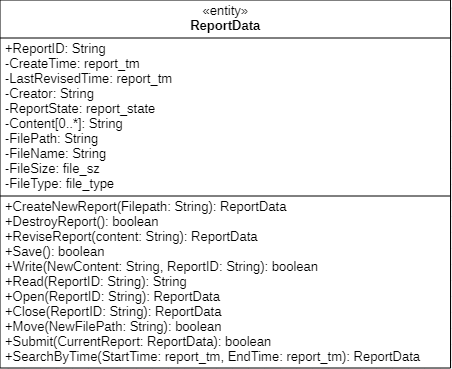 «entity»
ReportData
+ReportID: String
-CreateTime: report_tm
-LastRevisedTime: report_tm
-Creator: String
-ReportState: report_state
-Content[0..*]: String
-FilePath: String
-FileName: String
-FileSize: file_sz
-FileType: file_type
+CreateNewReport(Filepath: String): ReportData
+DestroyReport(): boolean
+ReviseReport(content: String): ReportData
+Save(): boolean
+Write(NewContent: String, ReportID: String): boolean
+Read(ReportID: String): String
+Open(ReportID: String): ReportData
+Close(ReportID: String): ReportData
+Move(NewFilePath: String): boolean
+Submit(CurrentReport: ReportData): boolean
+SearchByTime(StartTime: report_tm, EndTime: report_tm): ReportData